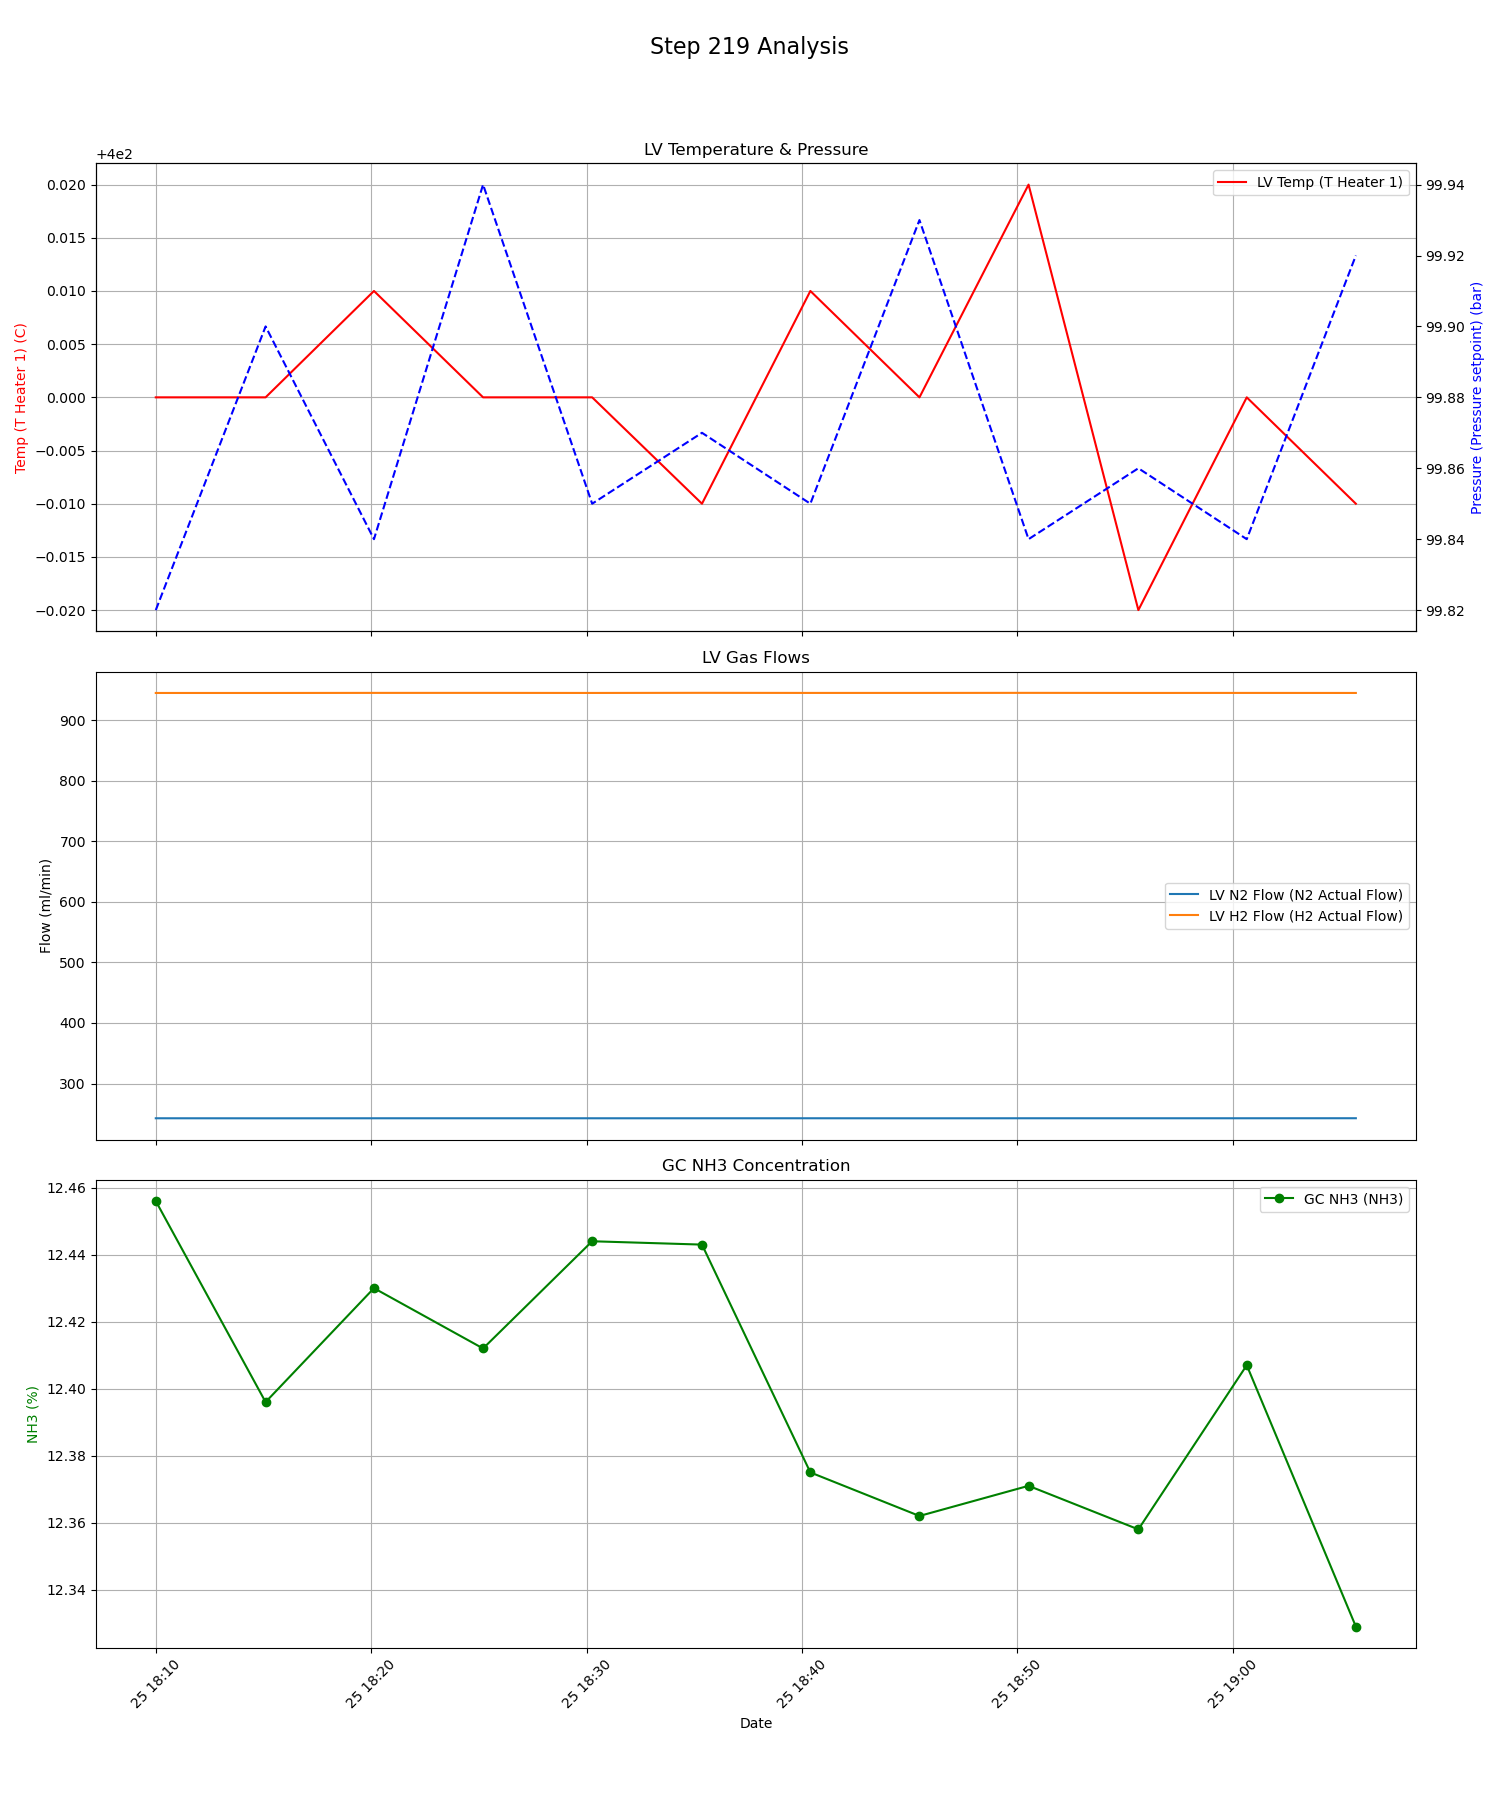 Step 219 Analysis
LV Temperature & Pressure
+4e2
0.020
0.015
0.010
0.005
0.000
−0.005
−0.010
−0.015
−0.020
Temp (T Heater 1) (C)
LV Temp (T Heater 1)
99.94
99.92
99.90
99.88
99.86
99.84
99.82
Pressure (Pressure setpoint) (bar)
LV Gas Flows
900
800
700
600
500
400
300
Flow (ml/min)
LV N2 Flow (N2 Actual Flow)
LV H2 Flow (H2 Actual Flow)
GC NH3 Concentration
12.46
12.44
12.42
12.40
12.38
12.36
12.34
NH3 (%)
GC NH3 (NH3)
25 18:10
25 18:20
25 18:30
25 18:40
25 18:50
25 19:00
Date